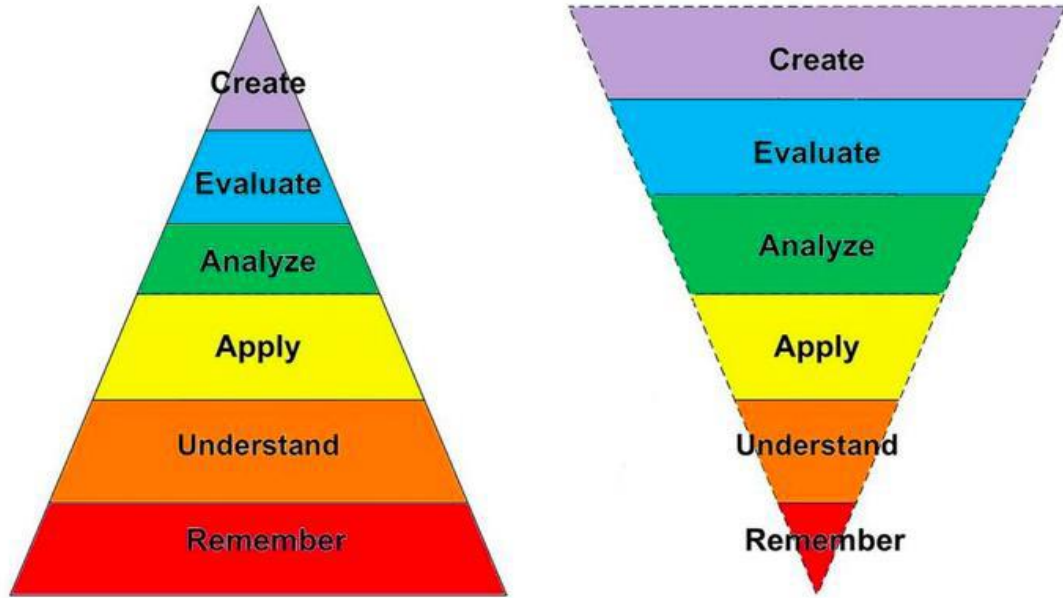 Create
Evaluate
Analyze
Apply
Understand
Remember
Create
Evaluate
Analyze
Apply
Understand
Remember